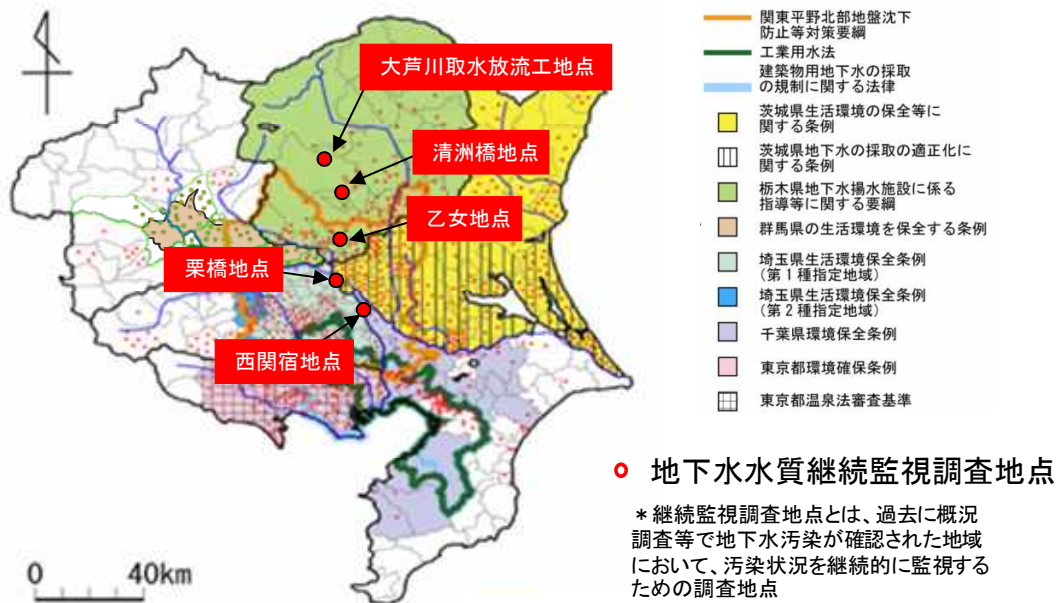 大芦川取水放流工地点
清洲橋地点
乙女地点
栗橋地点
西関宿地点
0 40km
関東平野北部地盤沈下
防止等対策要綱
工業用水法
建築物用地下水の採取
の規制に関する法律
茨城県生活環境の保全等に
関する条例
茨城県地下水の採取の適正化に
関する条例
栃木県地下水揚水施設に係る
指導等に関する要綱
群馬県の生活環境を保全する条例
埼玉県生活環境保全条例
(第1種指定地域)
埼玉県生活環境保全条例
(第2種指定地域)
千葉県環境保全条例
東京都環境確保条例
東京都温泉法審査基準
地下水水質継続監視調査地点
*継続監視調査地点とは、過去に概況
調査等で地下水汚染が確認された地域
において、汚染状況を継続的に監視する
ための調査地点